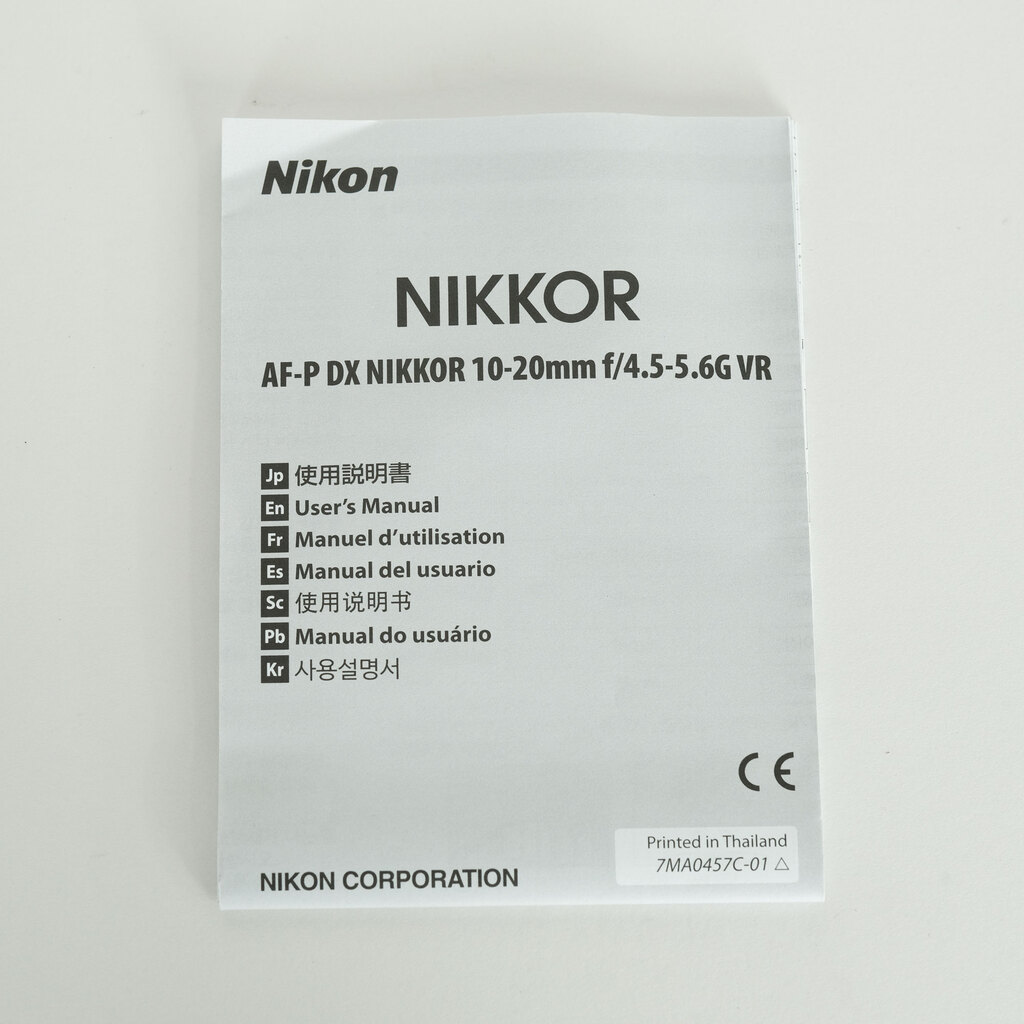 Nikon
NIKKOR
AF-P DX NIKKOR 10-20mm f/4.5-5.6G VR
Jp 使用説明書
En User's Manual
Fr Manuel d'utilisation
Es Manual del usuario
Sc 使用说明书
Pb Manual do usuário
Kr 사용설명서
CE
Printed in Thailand
7MA0457C-01 △
NIKON CORPORATION